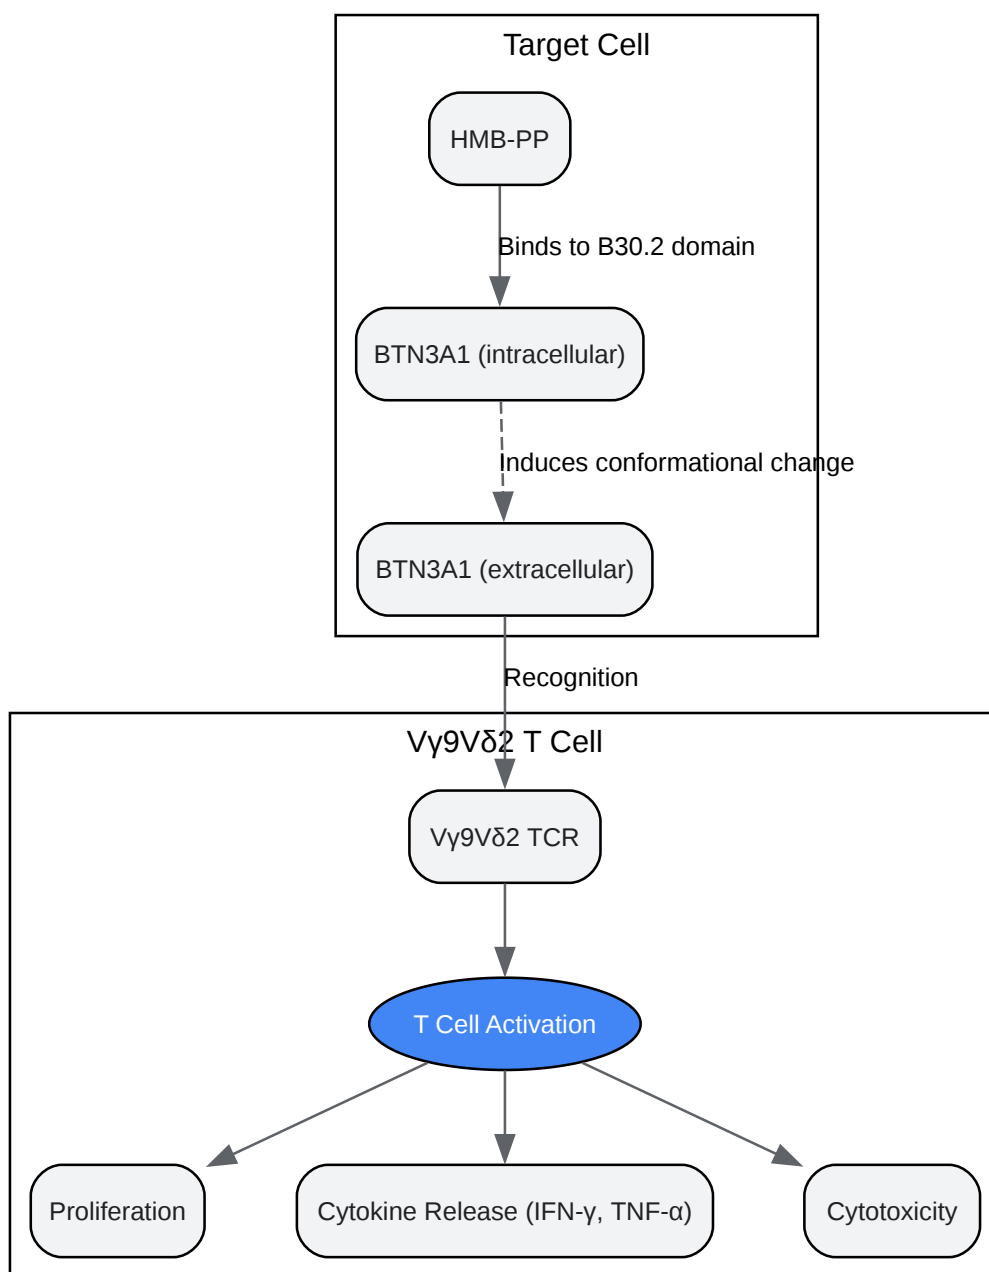 Target Cell
HMB-PP
Binds to B30.2 domain
BTN3A1 (intracellular)
Induces conformational change
BTN3A1 (extracellular)
Recognition
Vγ9Vδ2 T Cell
Vγ9Vδ2 TCR
T Cell Activation
Proliferation
Cytokine Release (IFN-γ, TNF-α)
Cytotoxicity